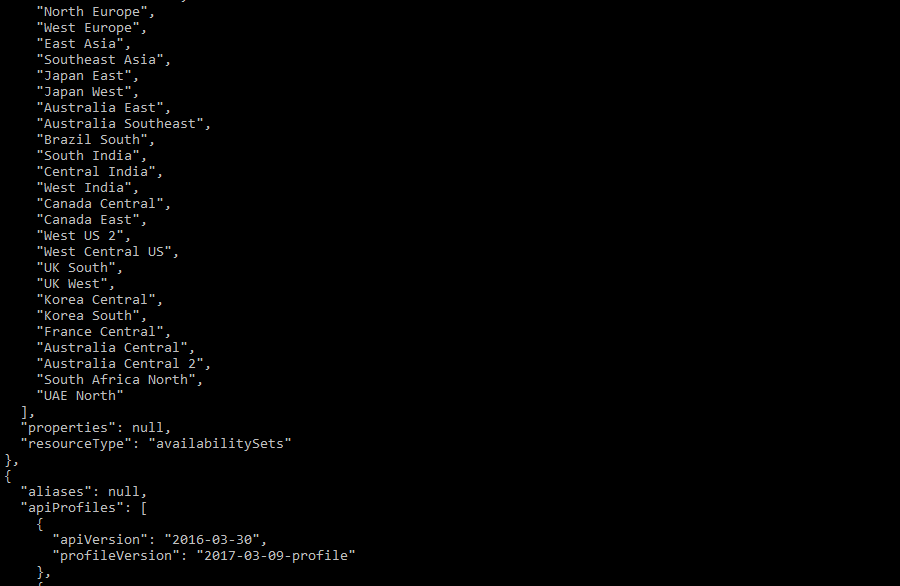 "North Europe",
"West Europe",
"East Asia",
"Southeast Asia",
"Japan East",
"Japan West",
"Australia East",
"Australia Southeast",
"Brazil South",
"South India",
"Central India",
"West India",
"Canada Central",
"Canada East",
"West US 2",
"West Central US",
"UK South",
"UK West",
"Korea Central",
"Korea South",
"France Central",
"Australia Central",
"Australia Central 2",
"South Africa North",
"UAE North"
],
"properties": null,
"resourceType": "availabilitySets"
},
{
"aliases": null,
"apiProfiles": [
{
"apiVersion": "2016-03-30",
"profileVersion": "2017-03-09-profile"
},